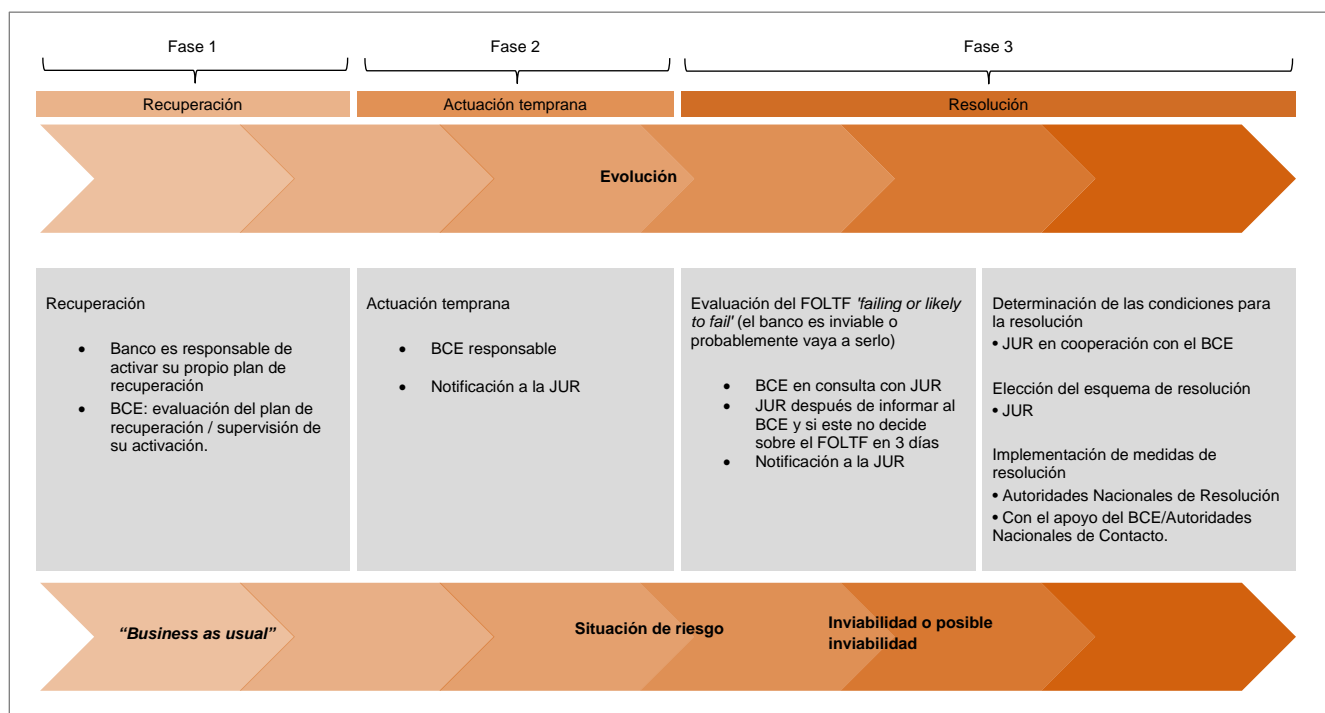 Fase 1
Fase 2
Fase 3
Recuperación
Actuación temprana
Resolución
Evolución
Recuperación
• Banco es responsable de
activar su propio plan de
recuperación
• BCE: evaluación del plan de
recuperación / supervisión de
su activación.
Actuación temprana
• BCE responsable
• Notificación a la JUR
Evaluación del FOLTF 'failing or likely
to fail' (el banco es inviable o
probablemente vaya a serlo)
• BCE en consulta con JUR
• JUR después de informar al
BCE y si este no decide
sobre el FOLTF en 3 días
• Notificación a la JUR
Determinación de las condiciones para
la resolución
• JUR en cooperación con el BCE
Elección del esquema de resolución
• JUR
Implementación de medidas de
resolución
• Autoridades Nacionales de Resolución
• Con el apoyo del BCE/Autoridades
Nacionales de Contacto.
“Business as usual”
Situación de riesgo
Inviabilidad o posible
inviabilidad